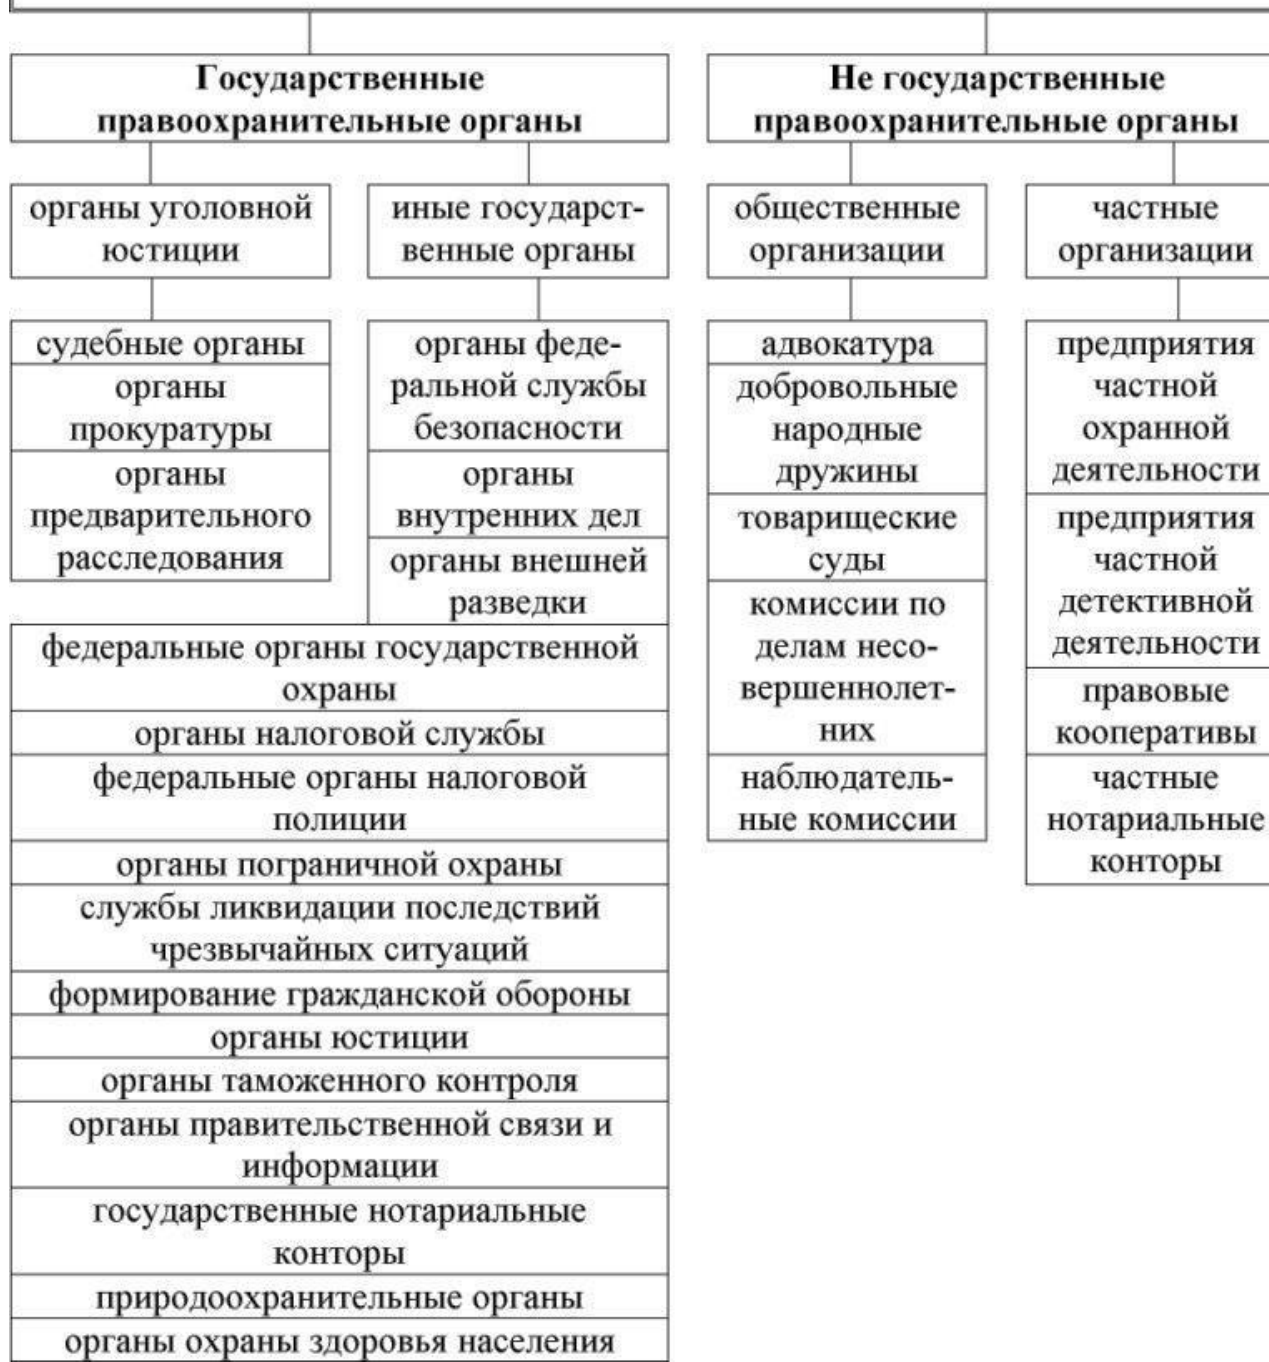 Государственные
правоохранительные органы
Не государственные
правоохранительные органы
органы уголовной
юстиции
иные государст-
венные органы
общественные
организации
частные
организации
судебные органы
органы
прокуратуры
органы
предварительного
расследования
органы феде-
ральной службы
безопасности
органы
внутренних дел
органы внешней
разведки
федеральные органы государственной
охраны
органы налоговой службы
федеральные органы налоговой
полиции
органы пограничной охраны
службы ликвидации последствий
чрезвычайных ситуаций
формирование гражданской обороны
органы юстиции
органы таможенного контроля
органы правительственной связи и
информации
государственные нотариальные
конторы
природоохранительные органы
органы охраны здоровья населения
адвокатура
добровольные
народные
дружины
товарищеские
суды
комиссии по
делам несо-
вершеннолет-
них
наблюдатель-
ные комиссии
предприятия
частной
охранной
деятельности
предприятия
частной
детективной
деятельности
правовые
кооперативы
частные
нотариальные
конторы